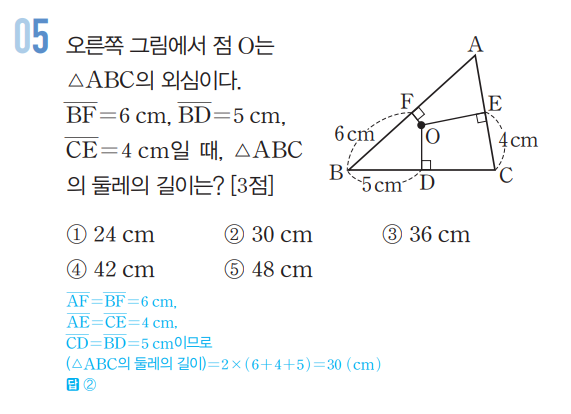 05
오른쪽 그림에서 점 O는
△ABC의 외심이다.
BF=6 cm, BD=5 cm,
CE=4 cm일 때, △ABC
의 둘레의 길이는? [3점]
A
F
E
6 cm
O
4 cm
B
5 cm
D
C
① 24 cm ② 30 cm ③ 36 cm
④ 42 cm ⑤ 48 cm
AF=BF=6 cm,
AE=CE=4 cm,
CD=BD=5 cm이므로
(△ABC의 둘레의 길이)=2×(6+4+5)=30 (cm)
답 ②